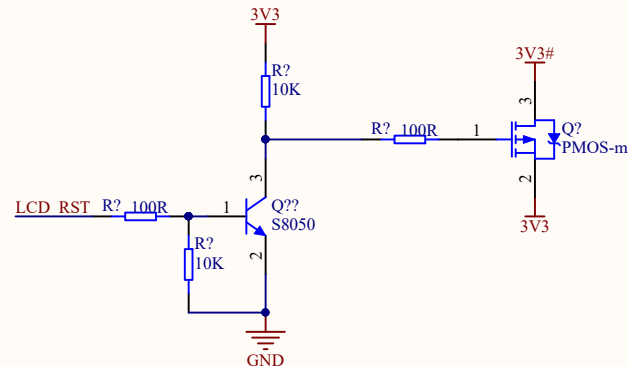 3V3
R?
10K
3V3#
3
R?
100R
1
Q?
PMOS-m
2
3V3
3
LCD_RST
R?
100R
1
Q??
S8050
R?
10K
2
GND